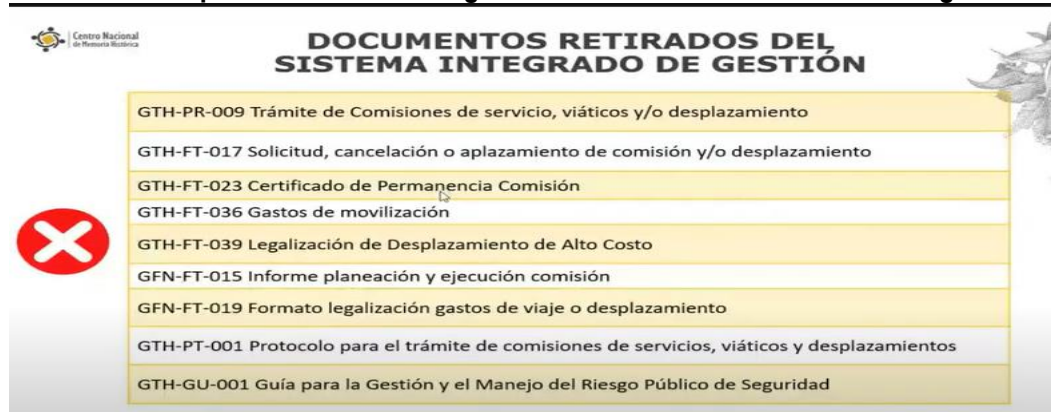 Centro Nacional
de Memoria Histórica
DOCUMENTOS RETIRADOS DEL
SISTEMA INTEGRADO DE GESTIÓN
GTH-PR-009 Trámite de Comisiones de servicio, viáticos y/o desplazamiento
GTH-FT-017 Solicitud, cancelación o aplazamiento de comisión y/o desplazamiento
GTH-FT-023 Certificado de Permanencia Comisión
GTH-FT-036 Gastos de movilización
GTH-FT-039 Legalización de Desplazamiento de Alto Costo
GFN-FT-015 Informe planeación y ejecución comisión
GFN-FT-019 Formato legalización gastos de viaje o desplazamiento
GTH-PT-001 Protocolo para el trámite de comisiones de servicios, viáticos y desplazamientos
GTH-GU-001 Guía para la Gestión y el Manejo del Riesgo Público de Seguridad